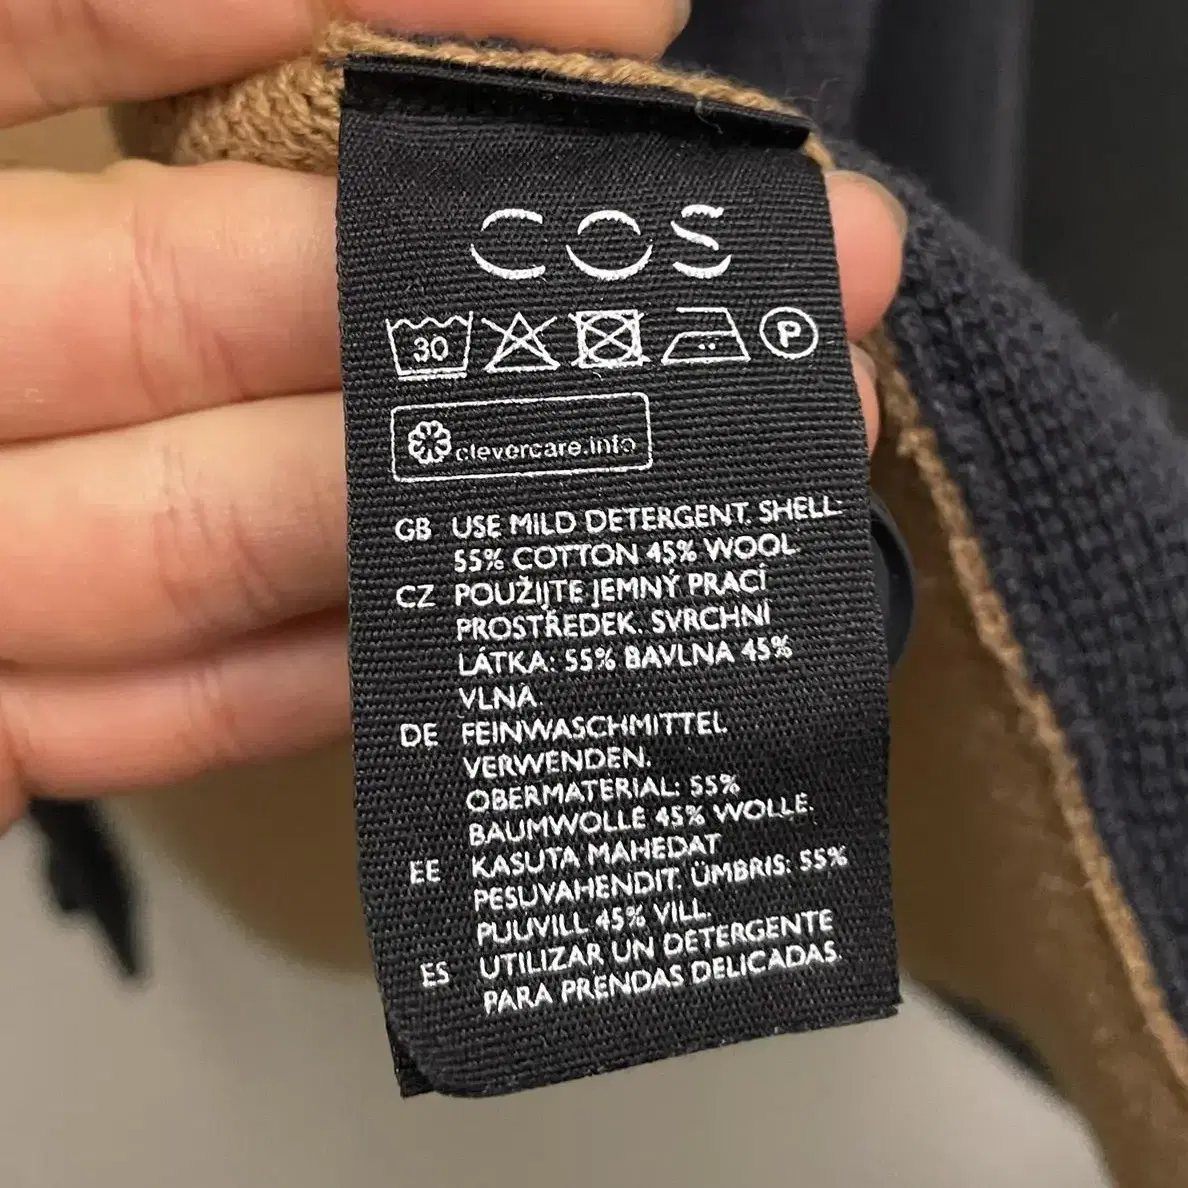 COS
30
P
clevercare.info
GB USE MILD DETERGENT. SHELL:
55% COTTON 45% WOOL.
CZ POUŽIJTE JEMNÝ PRACÍ
PROSTŘEDEK. SVRCHNÍ
LÁTKA: 55% BAVLNA 45%
VLNA
DE FEINWASCHMITTEL
VERWENDEN.
OBERMATERIAL: 55%
BAUMWOLLE 45% WOLLE.
EE KASUTA MAHEDAT
PESUVAHENDIT. ÜMBRIS: 55%
PUUVILL 45% VILL.
ES UTILIZAR UN DETERGENTE
PARA PRENDAS DELICADAS.